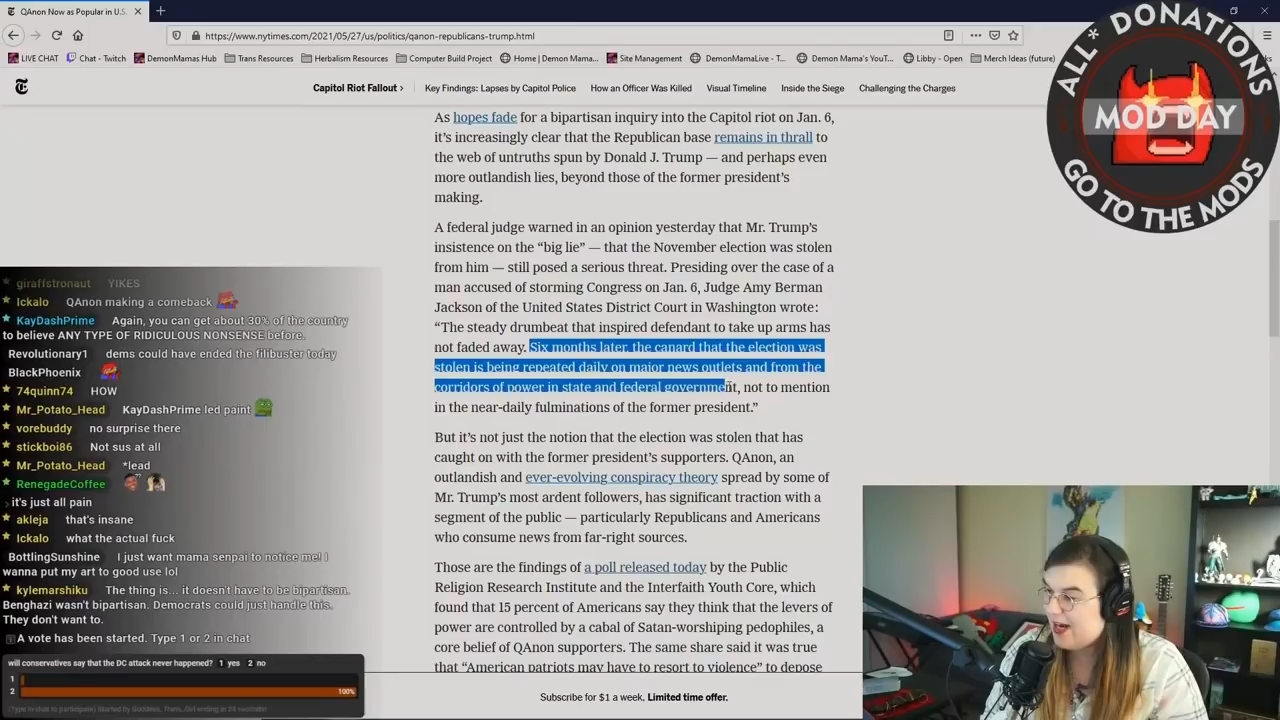 QAnon Now as Popular in U.S.
https://www.nytimes.com/2021/05/27/us/politics/qanon-republicans-trump.html
LIVE CHAT
Chat - Twitch
DemonMamas Hub
Trans Resources
Herbalism Resources
Computer Build Project
Home | Demon Mama...
Site Management
DemonMamaLive - T...
Demon Mama's YouT...
Libby - Open
Merch Ideas (future)
Capitol Riot Fallout ›
Key Findings: Lapses by Capitol Police
How an Officer Was Killed
Visual Timeline
Inside the Siege
Challenging the Charges
ALL* DONATIONS
MOD DAY
GO TO THE MODS
As hopes fade for a bipartisan inquiry into the Capitol riot on Jan. 6,
it's increasingly clear that the Republican base remains in thrall to
the web of untruths spun by Donald J. Trump — and perhaps even
more outlandish lies, beyond those of the former president's
making.
A federal judge warned in an opinion yesterday that Mr. Trump's
insistence on the “big lie” — that the November election was stolen
from him — still posed a serious threat. Presiding over the case of a
man accused of storming Congress on Jan. 6, Judge Amy Berman
Jackson of the United States District Court in Washington wrote:
“The steady drumbeat that inspired defendant to take up arms has
not faded away. Six months later, the canard that the election was
stolen is being repeated daily on major news outlets and from the
corridors of power in state and federal government, not to mention
in the near-daily fulminations of the former president.”
But it's not just the notion that the election was stolen that has
caught on with the former president's supporters. QAnon, an
outlandish and ever-evolving conspiracy theory spread by some of
Mr. Trump's most ardent followers, has significant traction with a
segment of the public — particularly Republicans and Americans
who consume news from far-right sources.
Those are the findings of a poll released today by the Public
Religion Research Institute and the Interfaith Youth Core, which
found that 15 percent of Americans say they think that the levers of
power are controlled by a cabal of Satan-worshiping pedophiles, a
core belief of QAnon supporters. The same share said it was true
that “American patriots may have to resort to violence” to depose
Subscribe for $1 a week. Limited time offer.
giraffstronaut YIKES
Ickalo QAnon making a comeback
KayDashPrime Again, you can get about 30% of the country
to believe ANY TYPE OF RIDICULOUS NONSENSE before.
Revolutionary1 dems could have ended the filibuster today
BlackPhoenix
74quinn74 HOW
Mr_Potato_Head KayDashPrime led paint
vorebuddy no surprise there
stickboi86 Not sus at all
Mr_Potato_Head *lead
RenegadeCoffee
it's just all pain
akleja that's insane
Ickalo what the actual fuck
BottlingSunshine I just want mama senpai to notice me! I
wanna put my art to good use lol
kylemarshiku The thing is... it doesn't have to be bipartisan.
Benghazi wasn't bipartisan. Democrats could just handle this.
They don't want to.
A vote has been started. Type 1 or 2 in chat
will conservatives say that the DC attack never happened? 1 yes 2 no
1
2 100%